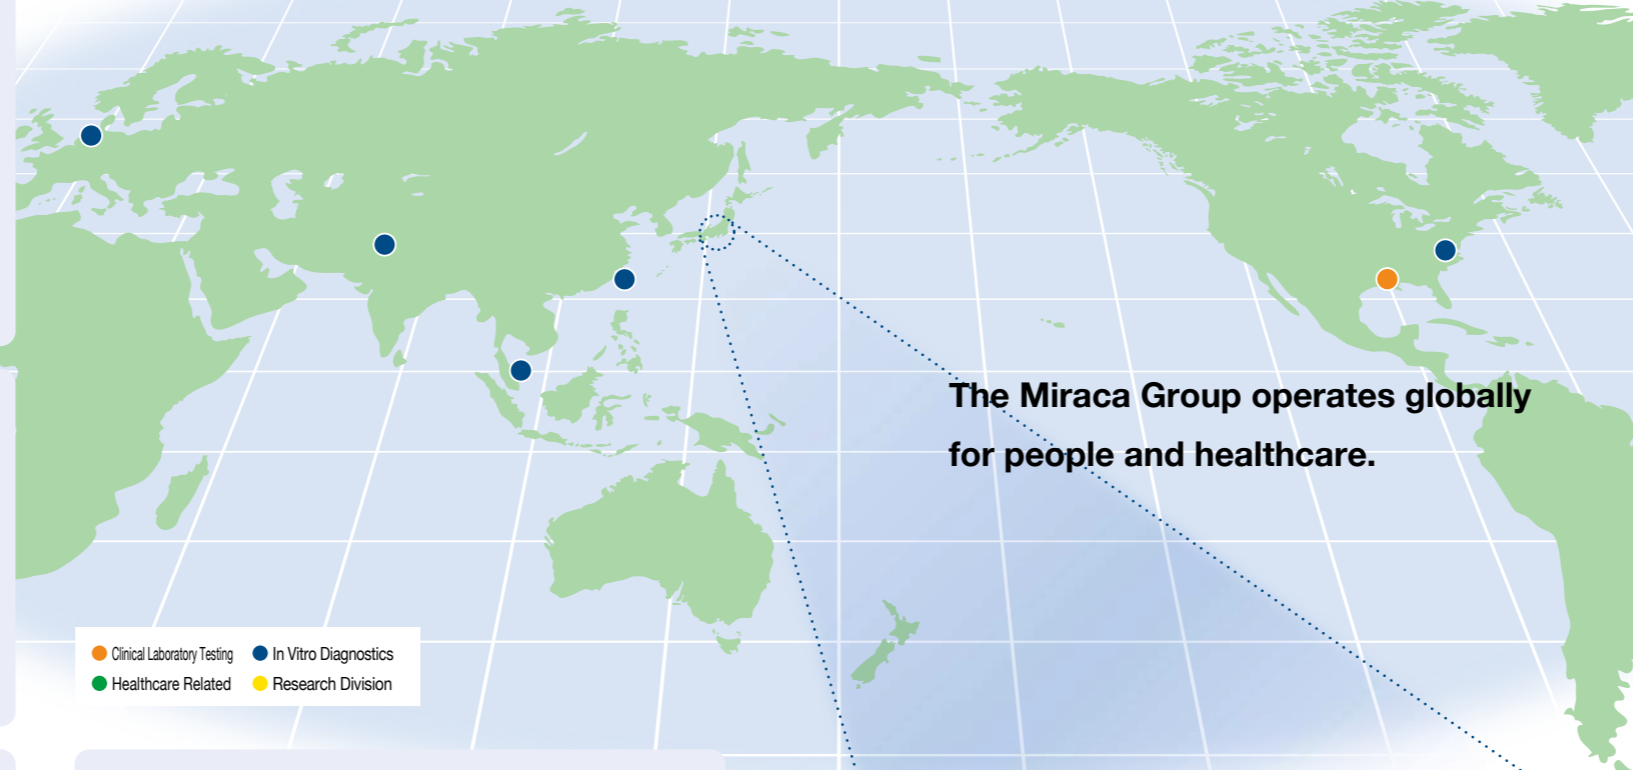 The Miraca Group operates globally
for people and healthcare.
Clinical Laboratory Testing In Vitro Diagnostics
Healthcare Related Research Division